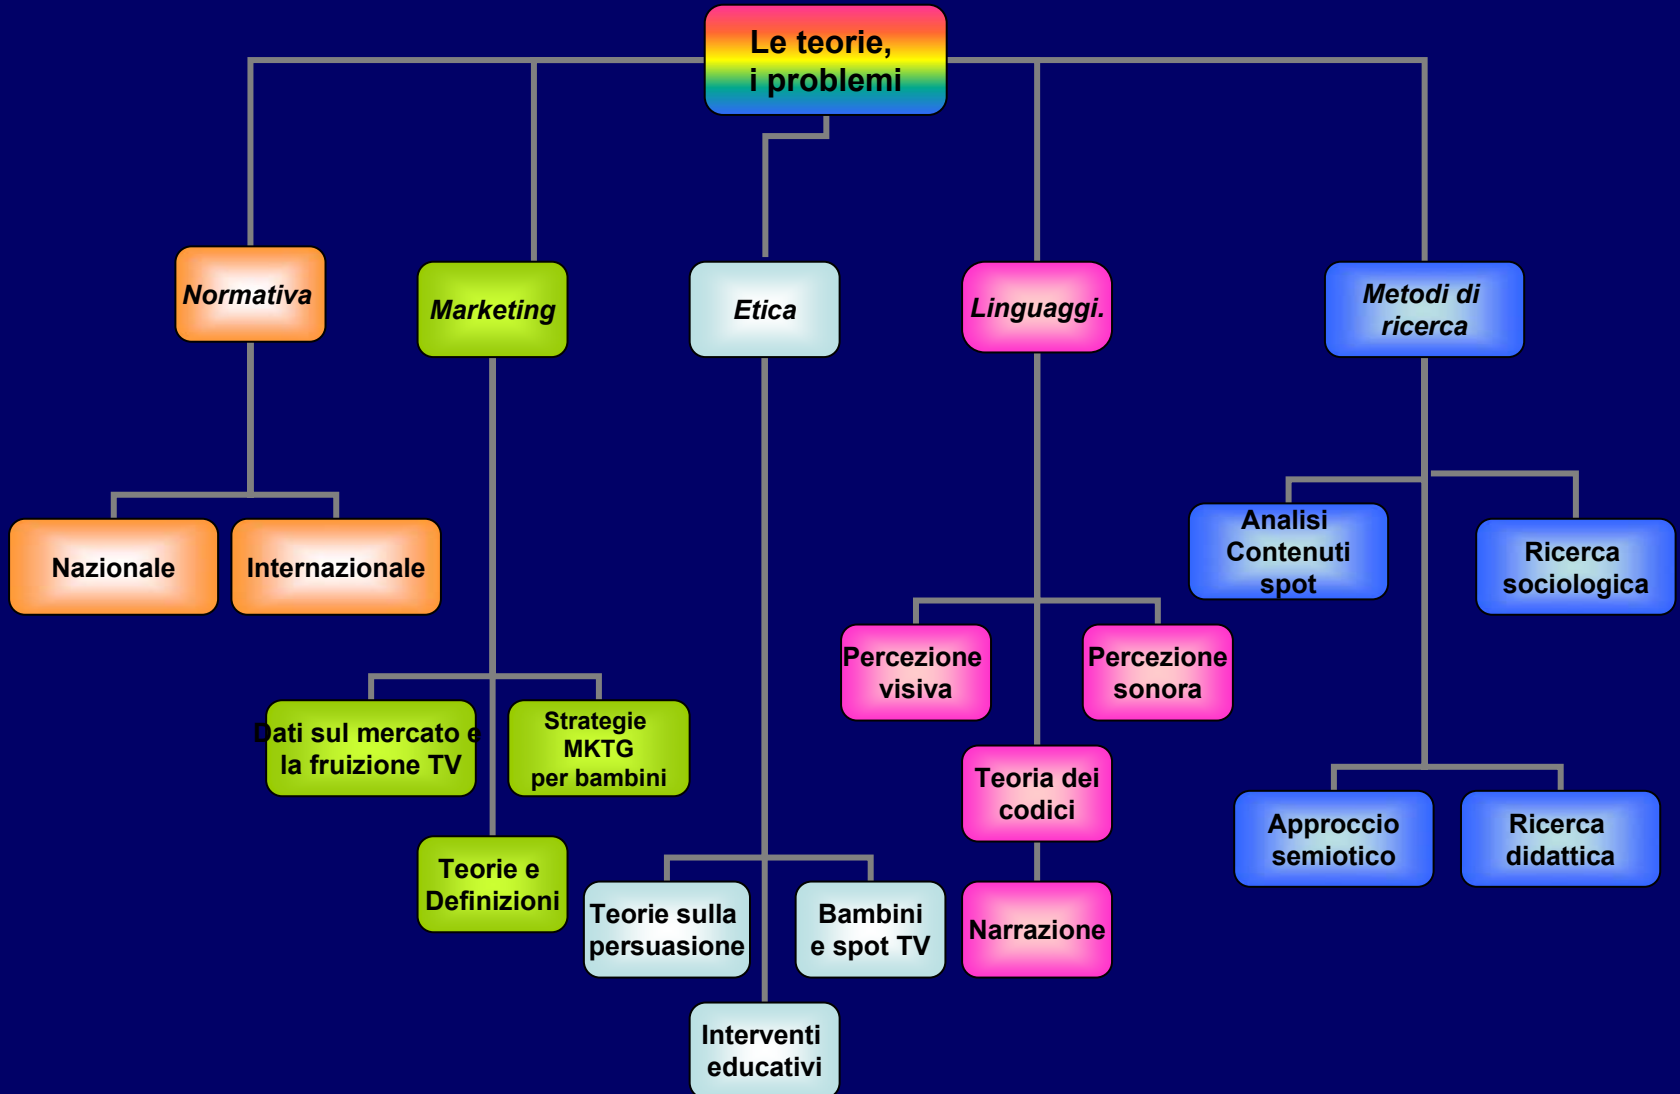 Le teorie,
i problemi
Normativa
Marketing
Etica
Linguaggi.
Metodi di
ricerca
Nazionale
Internazionale
Analisi
Contenuti
spot
Ricerca
sociologica
Percezione
visiva
Percezione
sonora
Dati sul mercato e
la fruizione TV
Strategie
MKTG
per bambini
Teoria dei
codici
Approccio
semiotico
Ricerca
didattica
Teorie e
Definizioni
Teorie sulla
persuasione
Bambini
e spot TV
Narrazione
Interventi
educativi